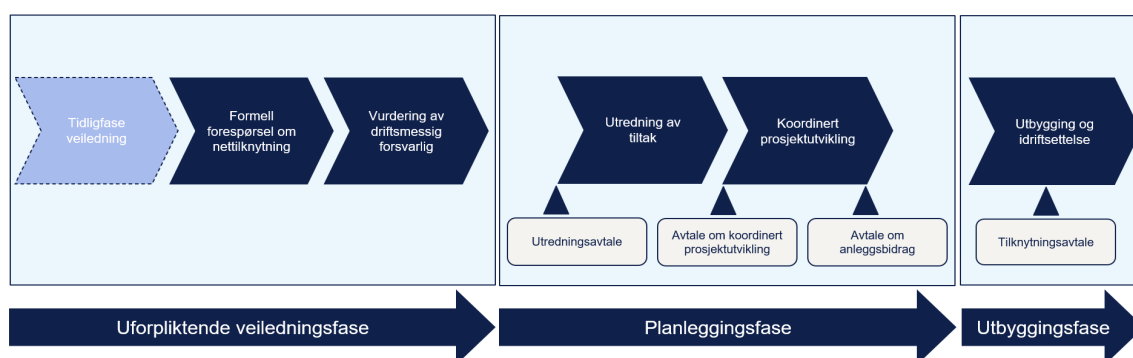 Tidligfase
veiledning
Formell
forespørsel om
nettilknytning
Vurdering av
driftsmessig
forsvarlig
Utredning av
tiltak
Koordinert
prosjektutvikling
Utbygging og
idriftsettelse
Utredningsavtale
Avtale om koordinert
prosjektutvikling
Avtale om
anleggsbidrag
Tilknytningsavtale
Uforpliktende veiledningsfase
Planleggingsfase
Utbyggingsfase